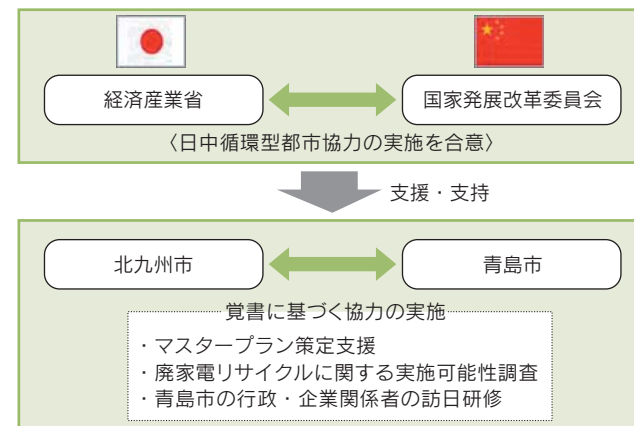 経済産業省
国家発展改革委員会
〈日中循環型都市協力の実施を合意〉
支援・支持
北九州市
青島市
覚書に基づく協力の実施
・マスタープラン策定支援
・廃家電リサイクルに関する実施可能性調査
・青島市の行政・企業関係者の訪日研修